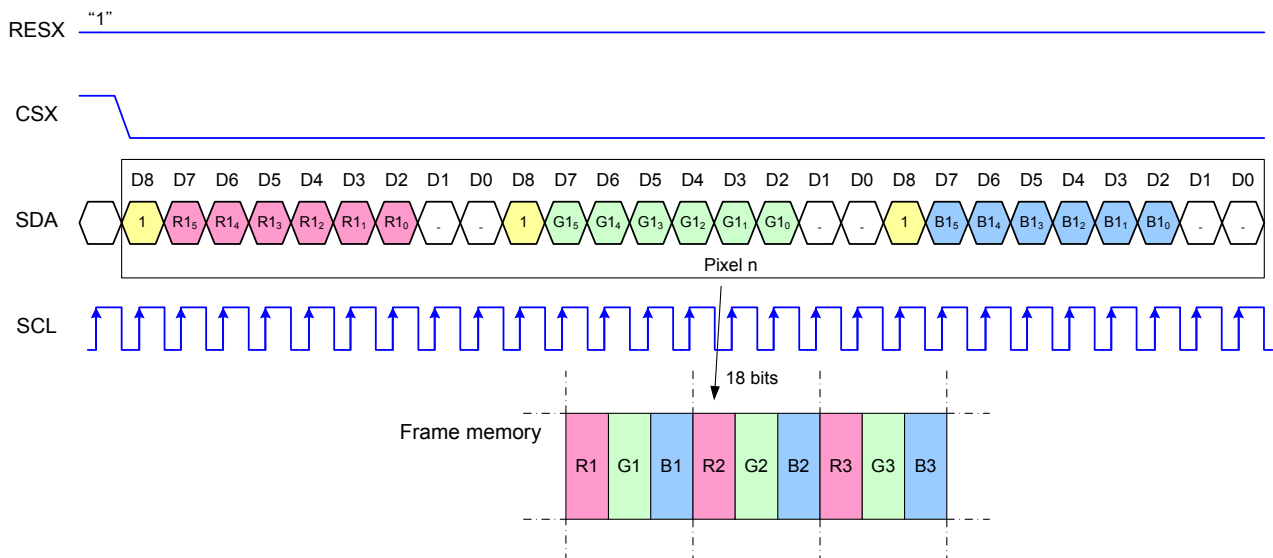 “1”
RESX
CSX
D8 D7 D6 D5 D4 D3 D2 D1 D0 D8 D7 D6 D5 D4 D3 D2 D1 D0 D8 D7 D6 D5 D4 D3 D2 D1 D0
SDA 1 R1₅ R1₄ R1₃ R1₂ R1₁ R1₀ - - 1 G1₅ G1₄ G1₃ G1₂ G1₁ G1₀ - - 1 B1₅ B1₄ B1₃ B1₂ B1₁ B1₀ - -
Pixel n
SCL
18 bits
Frame memory
R1 G1 B1 R2 G2 B2 R3 G3 B3